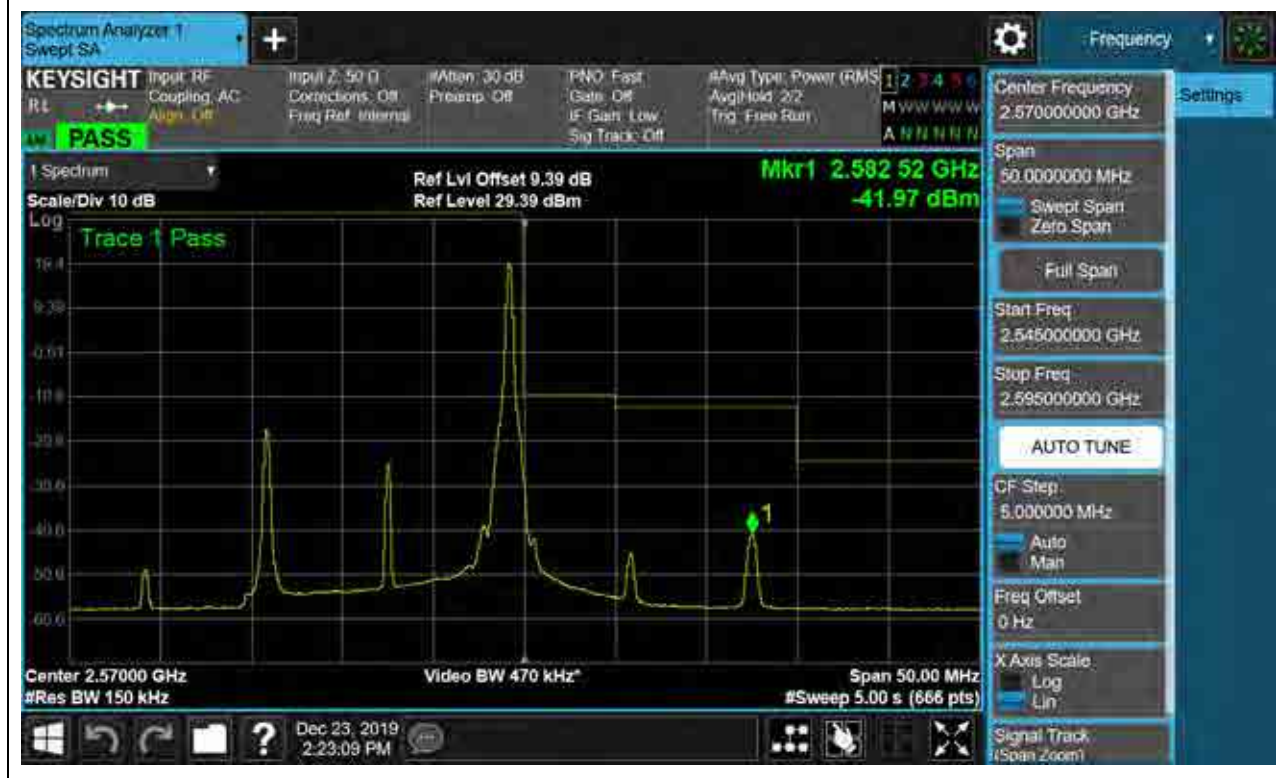 Spectrum Analyzer 1
Swept SA
+
Frequency
KEYSIGHT
Input: RF
Coupling: AC
Align: Off
Input Z: 50 Ω
Corrections: Off
Freq Ref: Internal
#Atten: 30 dB
Preamp: Off
PNO: Fast
Gate: Off
IF Gain: Low
Sig Track: Off
#Avg Type: Power (RMS
Avg|Hold: 2/2
Trig: Free Run
1 2 3 4 5 6
M W W W W W
A N N N N N
RL
PASS
1 Spectrum
Scale/Div 10 dB
Ref Lvl Offset 9.39 dB
Ref Level 29.39 dBm
Mkr1 2.582 52 GHz
-41.97 dBm
Log
Trace 1 Pass
19.4
9.39
-0.61
-10.6
-20.6
-30.6
-40.6
-50.6
-60.6
1
Center 2.57000 GHz
#Res BW 150 kHz
Video BW 470 kHz*
Span 50.00 MHz
#Sweep 5.00 s (666 pts)
Center Frequency
2.570000000 GHz
Settings
Span
50.0000000 MHz
Swept Span
Zero Span
Full Span
Start Freq
2.545000000 GHz
Stop Freq
2.595000000 GHz
AUTO TUNE
CF Step
5.000000 MHz
Auto
Man
Freq Offset
0 Hz
X Axis Scale
Log
Lin
Signal Track
(Span Zoom)
?
Dec 23, 2019
2:23:09 PM